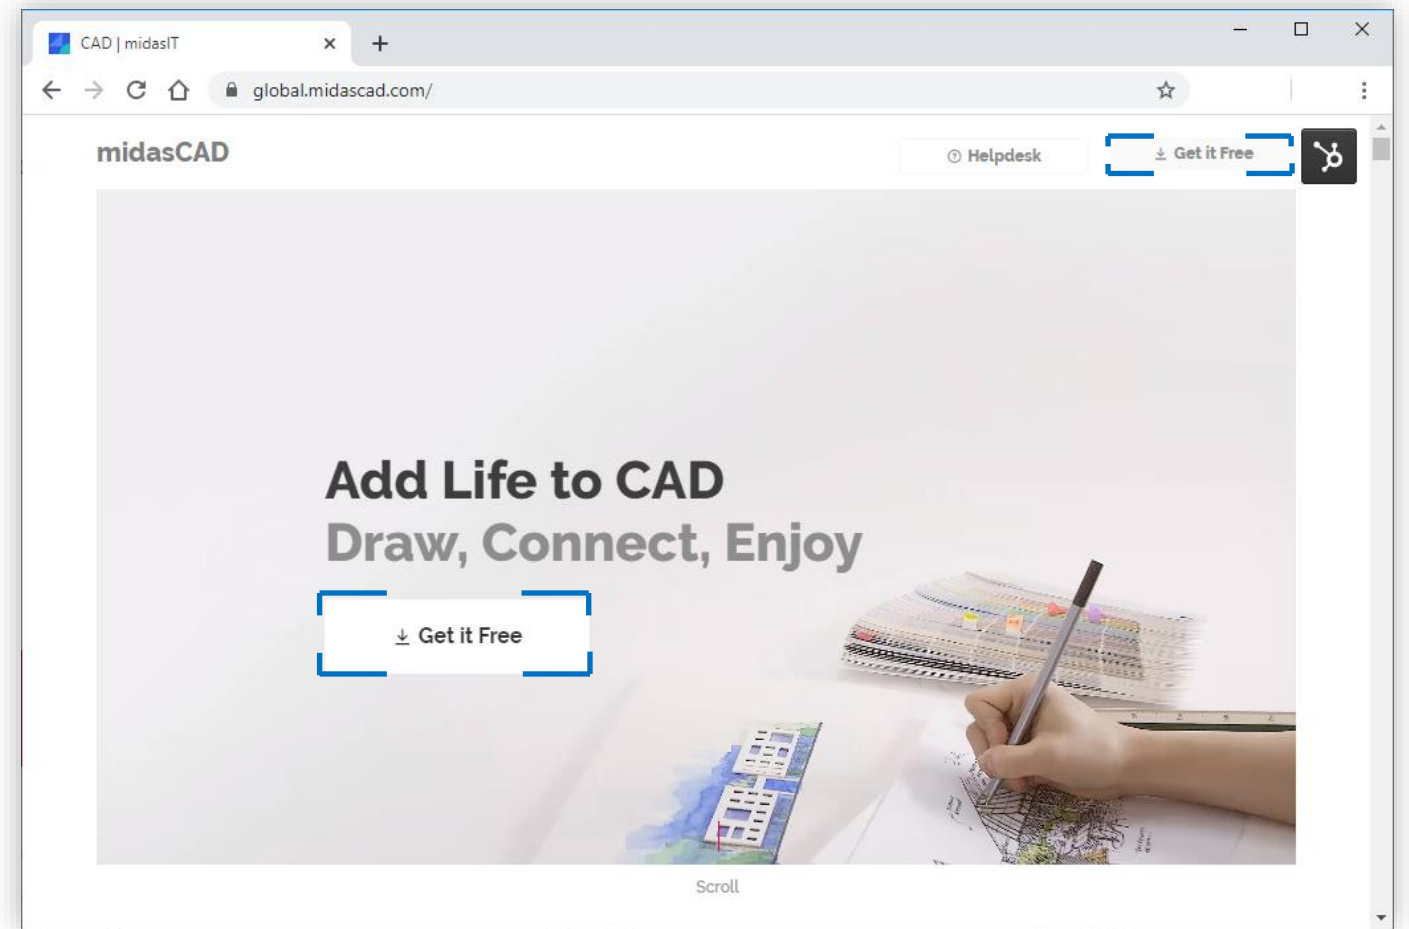 CAD | midasIT
global.midascad.com/
midasCAD
Helpdesk
Get it Free
Add Life to CAD
Draw, Connect, Enjoy
Get it Free
Scroll